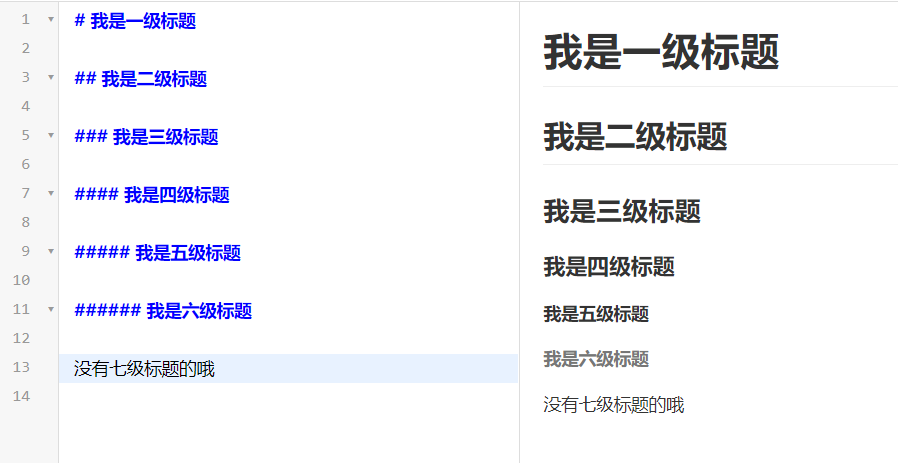 1 # 我是一级标题
2
3 ## 我是二级标题
4
5 ### 我是三级标题
6
7 #### 我是四级标题
8
9 ##### 我是五级标题
10
11 ###### 我是六级标题
12
13 没有七级标题的哦
14
我是一级标题
我是二级标题
我是三级标题
我是四级标题
我是五级标题
我是六级标题
没有七级标题的哦